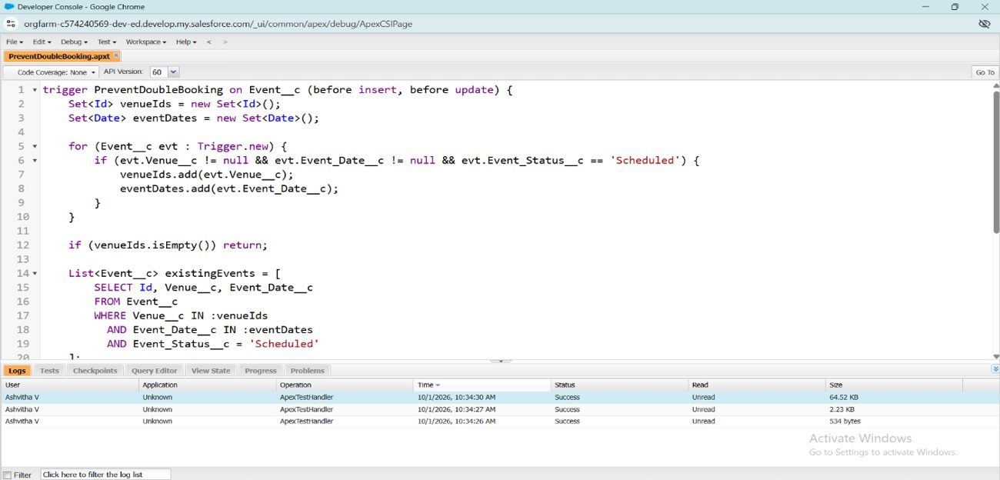 Developer Console - Google Chrome
orgfarm-c574240569-dev-ed.develop.my.salesforce.com/_ui/common/apex/debug/ApexCSIPage
File Edit Debug Test Workspace Help < >
PreventDoubleBooking.apxt
Code Coverage: None API Version: 60 Go To
1 trigger PreventDoubleBooking on Event__c (before insert, before update) {
2 Set<Id> venueIds = new Set<Id>();
3 Set<Date> eventDates = new Set<Date>();
4
5 for (Event__c evt : Trigger.new) {
6 if (evt.Venue__c != null && evt.Event_Date__c != null && evt.Event_Status__c == 'Scheduled') {
7 venueIds.add(evt.Venue__c);
8 eventDates.add(evt.Event_Date__c);
9 }
10 }
11
12 if (venueIds.isEmpty()) return;
13
14 List<Event__c> existingEvents = [
15 SELECT Id, Venue__c, Event_Date__c
16 FROM Event__c
17 WHERE Venue__c IN :venueIds
18 AND Event_Date__c IN :eventDates
19 AND Event_Status__c = 'Scheduled'
20 ];
Logs Tests Checkpoints Query Editor View State Progress Problems
User Application Operation Time Status Read Size
Ashvitha V Unknown ApexTestHandler 10/1/2026, 10:34:30 AM Success Unread 64.52 KB
Ashvitha V Unknown ApexTestHandler 10/1/2026, 10:34:27 AM Success Unread 2.23 KB
Ashvitha V Unknown ApexTestHandler 10/1/2026, 10:34:26 AM Success Unread 534 bytes
Activate Windows
Go to Settings to activate Windows.
Filter Click here to filter the log list